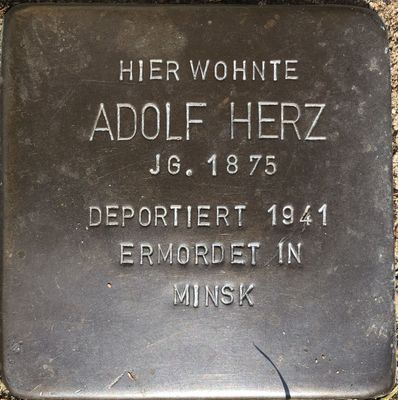 HIER WOHNTE
ADOLF HERZ
JG. 1875
DEPORTIERT 1941
ERMORDET IN
MINSK